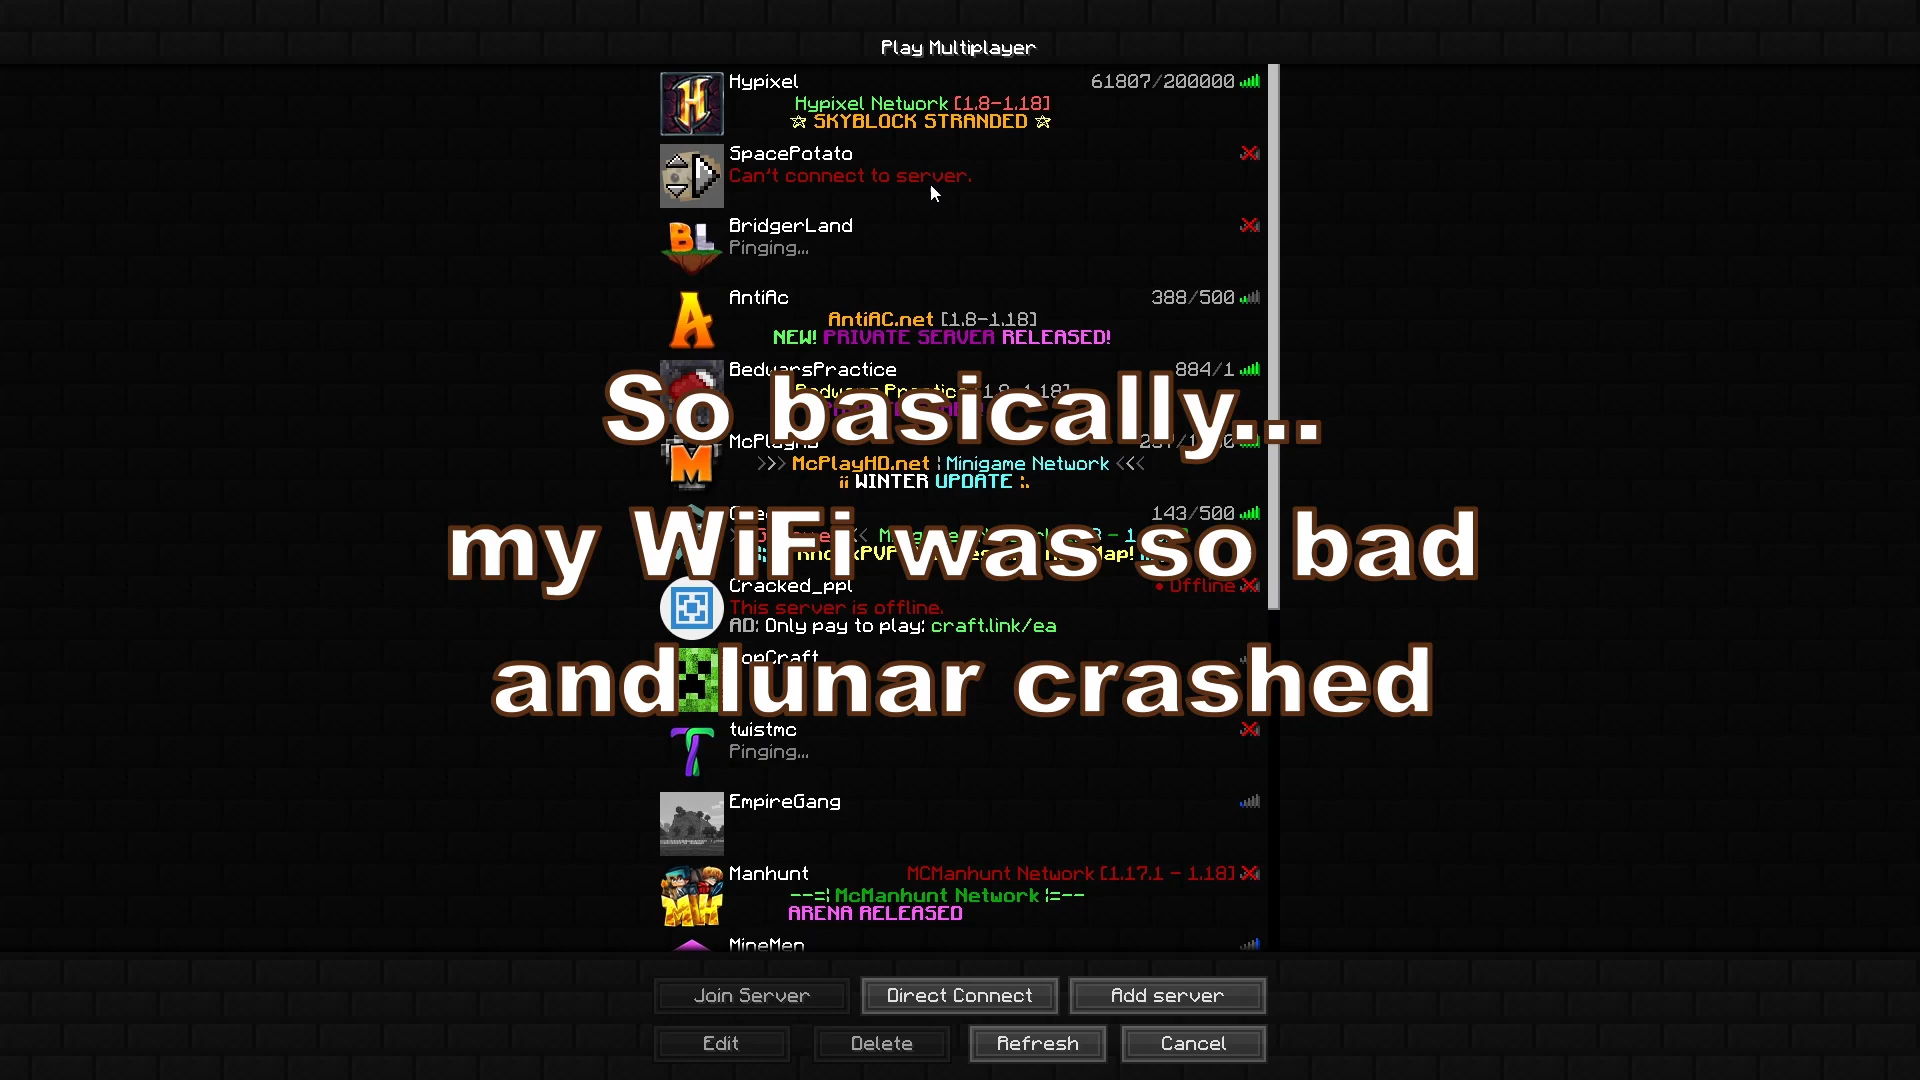 Play Multiplayer
Hypixel 61807/200000
Hypixel Network [1.8-1.18]
☆ SKYBLOCK STRANDED ☆
SpacePotato
Can't connect to server.
BridgerLand
Pinging...
AntiAc 388/500
AntiAC.net [1.8-1.18]
NEW! PRIVATE SERVER RELEASED!
BedwarsPractice 884/1
So basically...
McPlayHD
>>> McPlayHD.net | Minigame Network <<<
WINTER UPDATE
143/500
my WiFi was so bad
Cracked_ppl • Offline
This server is offline.
AD: Only pay to play: craft.link/ea
and lunar crashed
twistmc
Pinging...
EmpireGang
Manhunt MCManhunt Network [1.17.1 - 1.18]
--=| McManhunt Network |=--
ARENA RELEASED
MineMen
Join Server Direct Connect Add server
Edit Delete Refresh Cancel